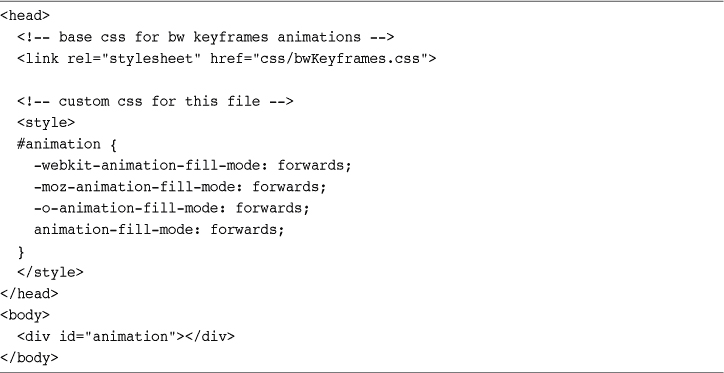 <head>
  <!-- base css for bw keyframes animations -->
  <link rel="stylesheet" href="css/bwKeyframes.css">

  <!-- custom css for this file -->
  <style>
  #animation {
    -webkit-animation-fill-mode: forwards;
    -moz-animation-fill-mode: forwards;
    -o-animation-fill-mode: forwards;
    animation-fill-mode: forwards;
  }
  </style>
</head>
<body>
  <div id="animation"></div>
</body>